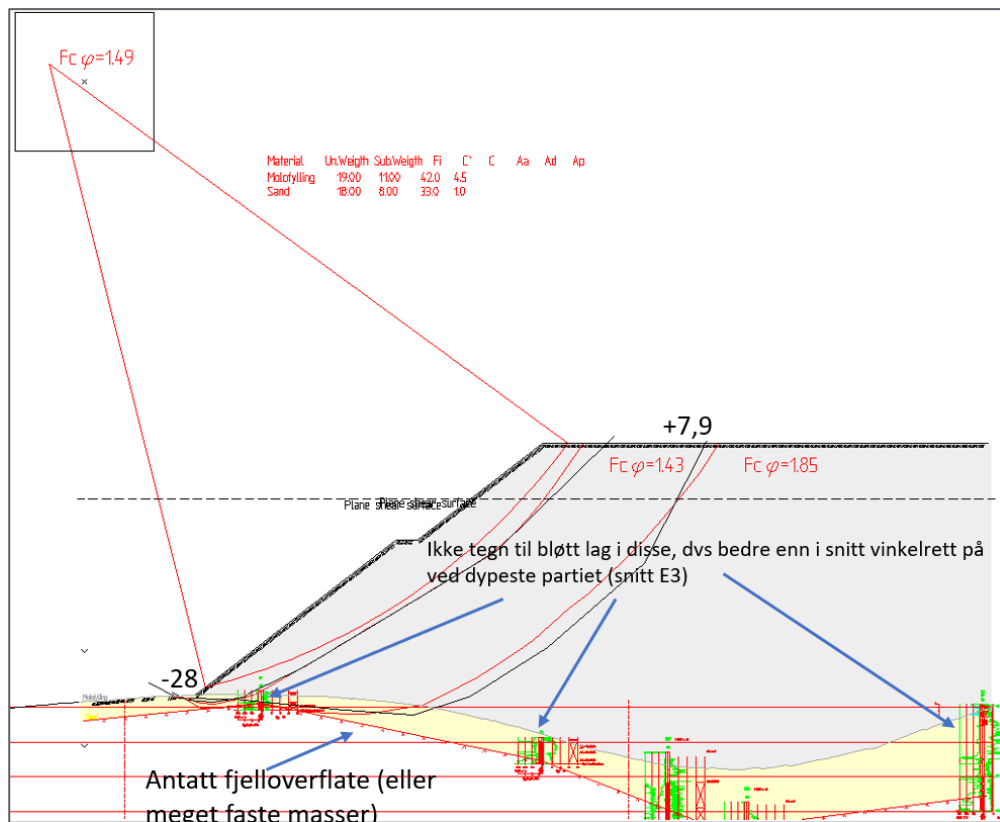 Fc φ=1.49
Material Un.Weigth Sub.Weigth Fi C' C Aa Ad Ap
Molofylling 19.00 11.00 42.0 4.5
Sand 18.00 8.00 33.0 1.0
+7,9
Fc φ=1.43 Fc φ=1.85
Plane shear surface
Plane shear surface
Ikke tegn til bløtt lag i disse, dvs bedre enn i snitt vinkelrett på
ved dypeste partiet (snitt E3)
-28
Molofylling
Antatt fjelloverflate (eller
meget faste masser)